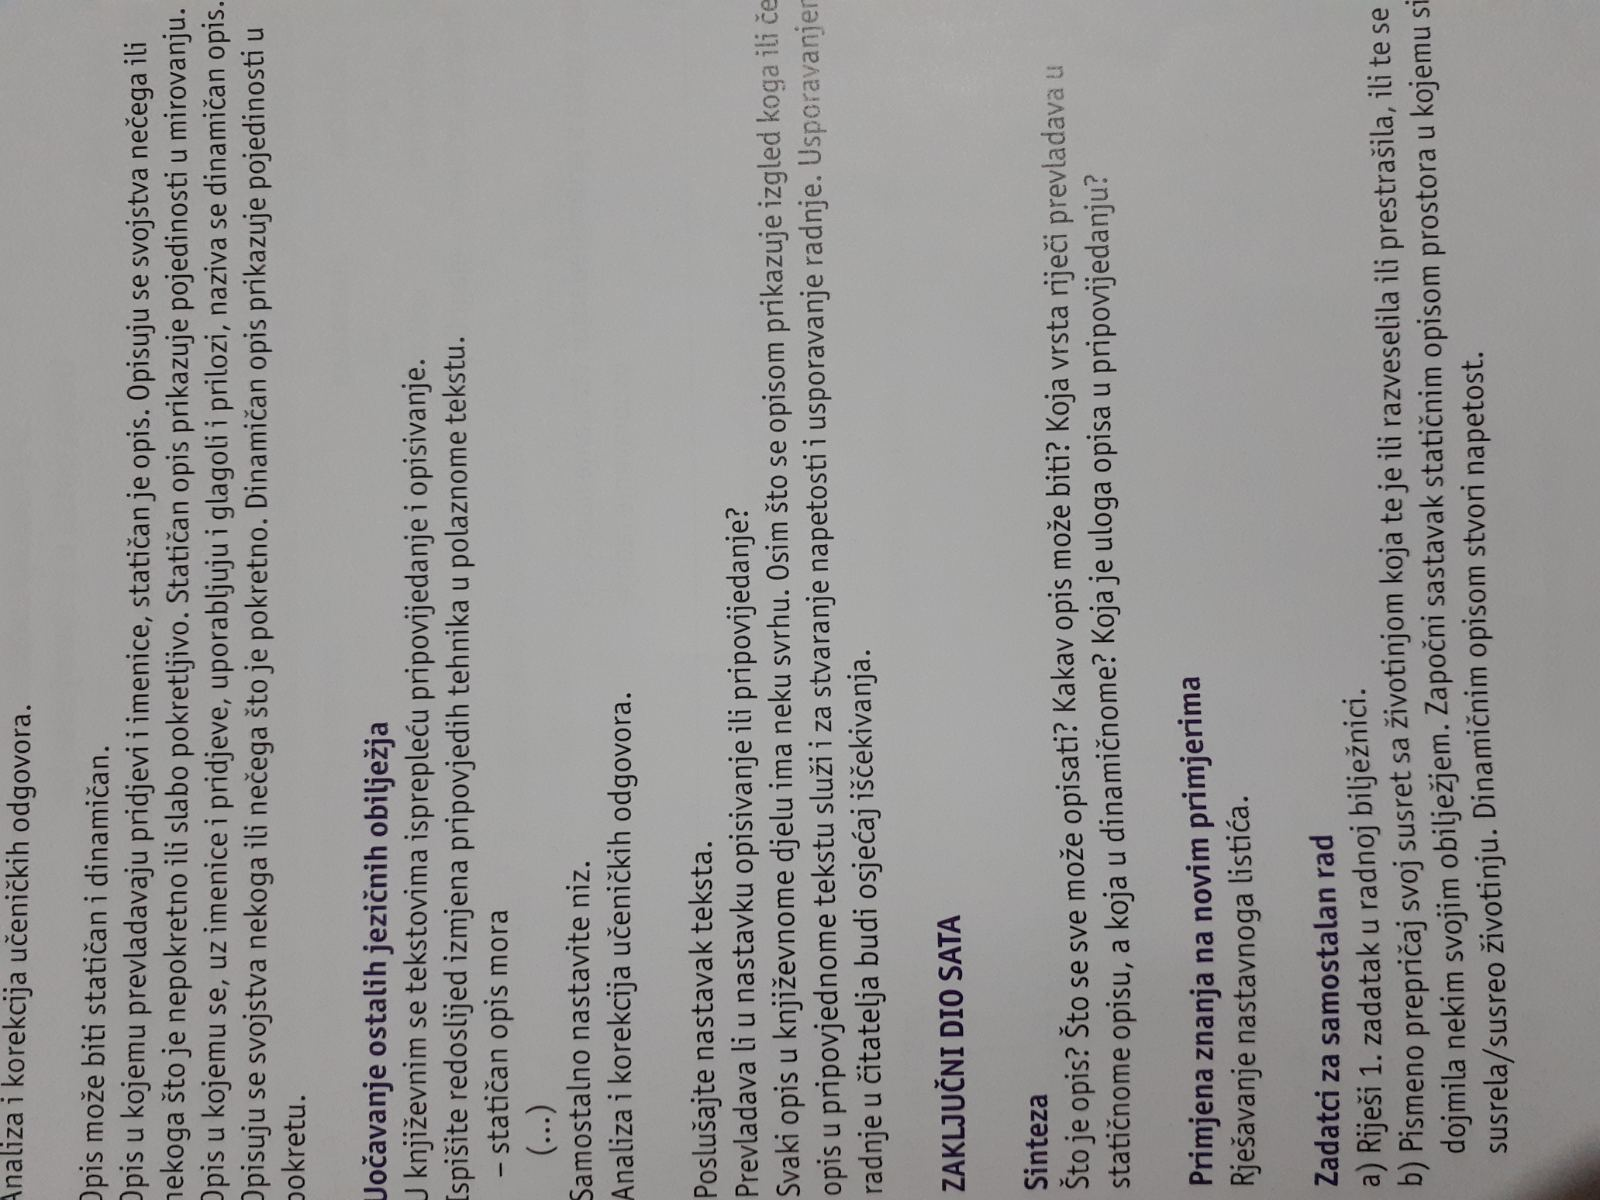 Analiza i korekcija učeničkih odgovora.
Opis može biti statičan i dinamičan.
Opis u kojemu prevladavaju pridjevi i imenice, statičan je opis. Opisuju se svojstva nečega ili
nekoga što je nepokretno ili slabo pokretljivo. Statičan opis prikazuje pojedinosti u mirovanju.
Opis u kojemu se, uz imenice i pridjeve, uporabljuju i glagoli i prilozi, naziva se dinamičan opis.
Opisuju se svojstva nekoga ili nečega što je pokretno. Dinamičan opis prikazuje pojedinosti u
pokretu.
Uočavanje ostalih jezičnih obilježja
U književnim se tekstovima isprepleću pripovijedanje i opisivanje.
Ispišite redoslijed izmjena pripovjedih tehnika u polaznome tekstu.
– statičan opis mora
(...)
Samostalno nastavite niz.
Analiza i korekcija učeničkih odgovora.
Poslušajte nastavak teksta.
Prevladava li u nastavku opisivanje ili pripovijedanje?
Svaki opis u književnome djelu ima neku svrhu. Osim što se opisom prikazuje izgled koga ili če
opis u pripovjednome tekstu služi i za stvaranje napetosti i usporavanje radnje. Usporavanjem
radnje u čitatelja budi osjećaj iščekivanja.
ZAKLJUČNI DIO SATA
Sinteza
Što je opis? Što se sve može opisati? Kakav opis može biti? Koja vrsta riječi prevladava u
statičnome opisu, a koja u dinamičnome? Koja je uloga opisa u pripovijedanju?
Primjena znanja na novim primjerima
Rješavanje nastavnoga listića.
Zadatci za samostalan rad
a) Riješi 1. zadatak u radnoj bilježnici.
b) Pismeno prepričaj svoj susret sa životinjom koja te je ili razveselila ili prestrašila, ili te se
dojmila nekim svojim obilježjem. Započni sastavak statičnim opisom prostora u kojemu si
susrela/susreo životinju. Dinamičnim opisom stvori napetost.